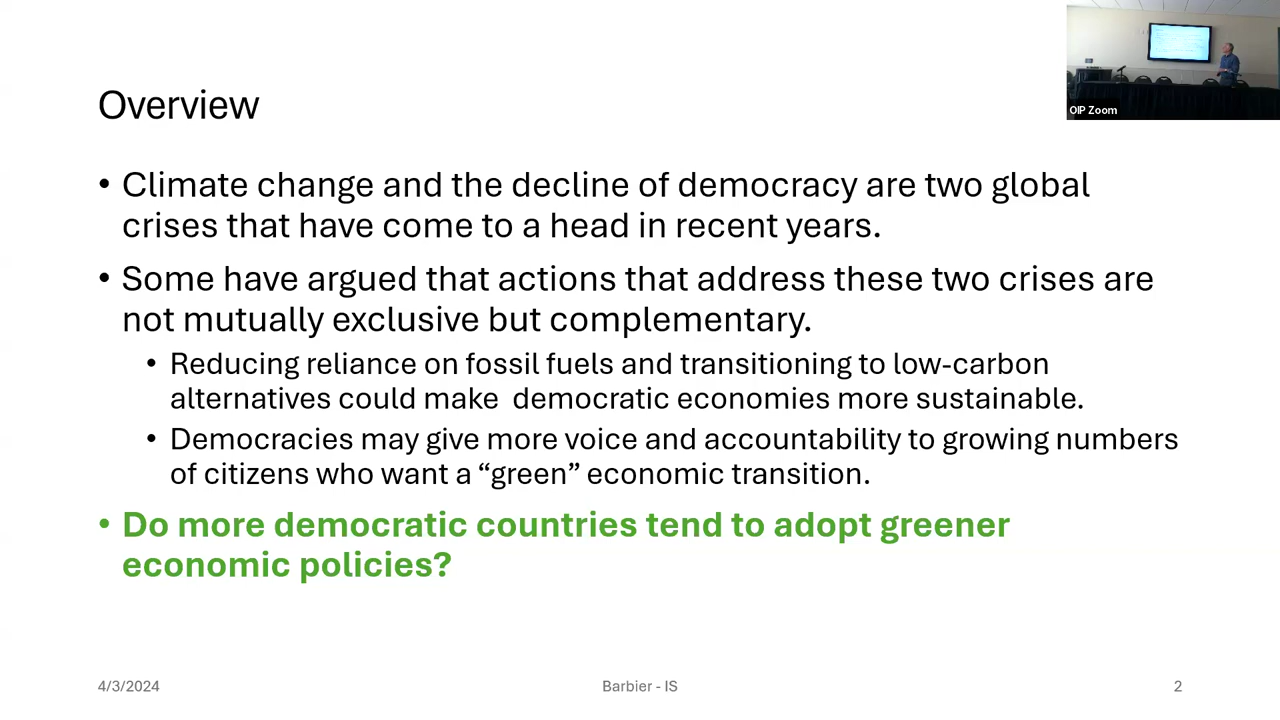 OIP Zoom
Overview
• Climate change and the decline of democracy are two global
crises that have come to a head in recent years.
• Some have argued that actions that address these two crises are
not mutually exclusive but complementary.
• Reducing reliance on fossil fuels and transitioning to low-carbon
alternatives could make  democratic economies more sustainable.
• Democracies may give more voice and accountability to growing numbers
of citizens who want a “green” economic transition.
• Do more democratic countries tend to adopt greener
economic policies?
4/3/2024
Barbier - IS
2